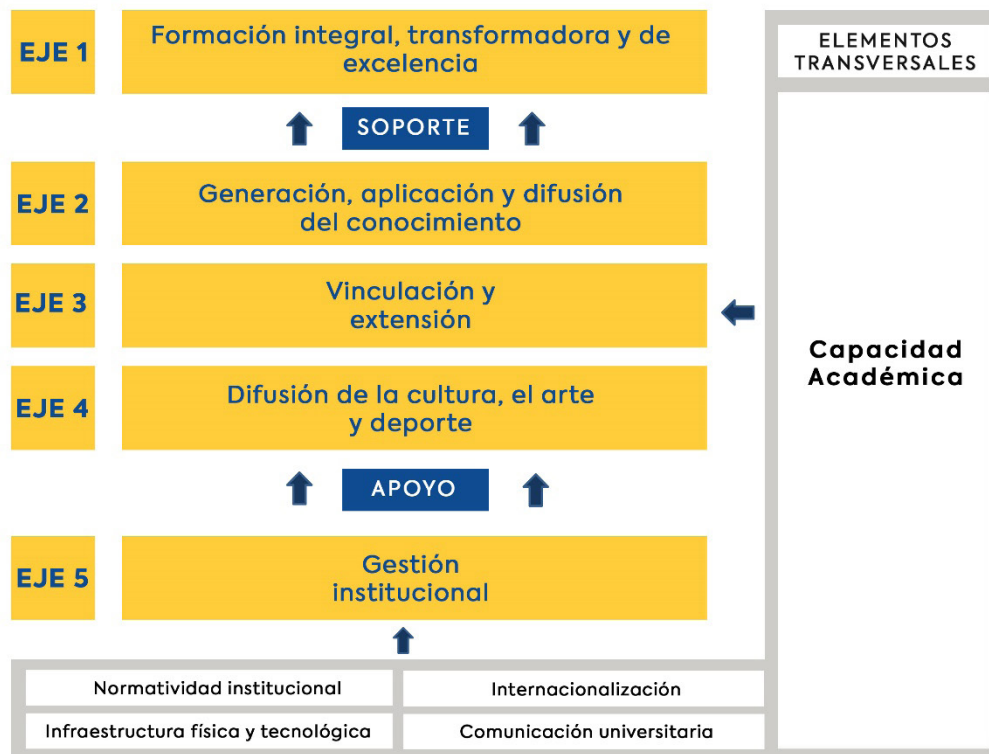 EJE 1
Formación integral, transformadora y de
excelencia
SOPORTE
EJE 2
Generación, aplicación y difusión
del conocimiento
EJE 3
Vinculación y
extensión
EJE 4
Difusión de la cultura, el arte
y deporte
APOYO
EJE 5
Gestión
institucional
Normatividad institucional
Internacionalización
Infraestructura física y tecnológica
Comunicación universitaria
ELEMENTOS
TRANSVERSALES
Capacidad
Académica